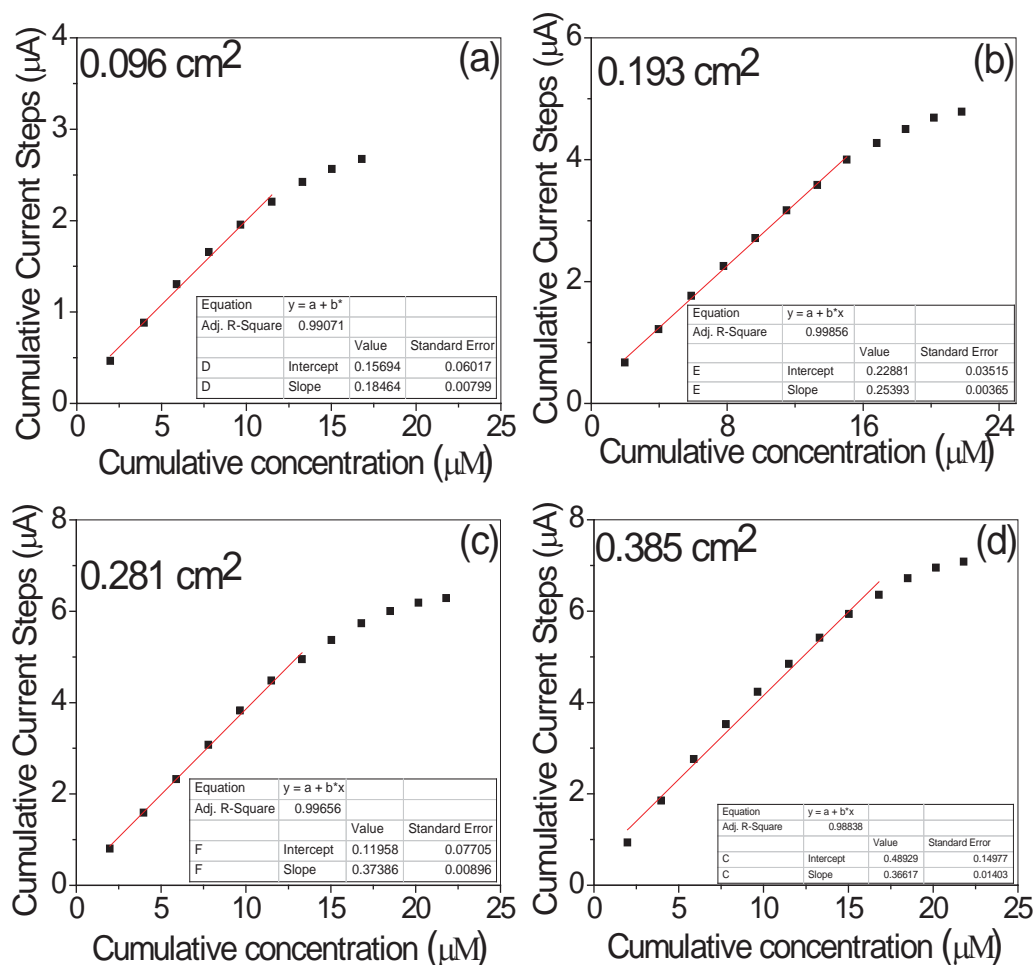 0.096 cm²
(a)
Cumulative Current Steps (μA)
4
3
2
1
0
Equation y = a + b*
Adj. R-Square 0.99071
Value Standard Error
D Intercept 0.15694 0.06017
D Slope 0.18464 0.00799
0 5 10 15 20 25
Cumulative concentration (μM)
0.193 cm²
(b)
Cumulative Current Steps (μA)
6
4
2
0
Equation y = a + b*x
Adj. R-Square 0.99856
Value Standard Error
E Intercept 0.22881 0.03515
E Slope 0.25393 0.00365
0 8 16 24
Cumulative concentration (μM)
0.281 cm²
(c)
Cumulative Current Steps (μA)
8
6
4
2
0
Equation y = a + b*x
Adj. R-Square 0.99656
Value Standard Error
F Intercept 0.11958 0.07705
F Slope 0.37386 0.00896
0 5 10 15 20 25
Cumulative concentration (μM)
0.385 cm²
(d)
Cumulative Current Steps (μA)
8
6
4
2
0
Equation y = a + b*x
Adj. R-Square 0.98838
Value Standard Error
C Intercept 0.48929 0.14977
C Slope 0.36617 0.01403
0 5 10 15 20 25
Cumulative concentration (μM)